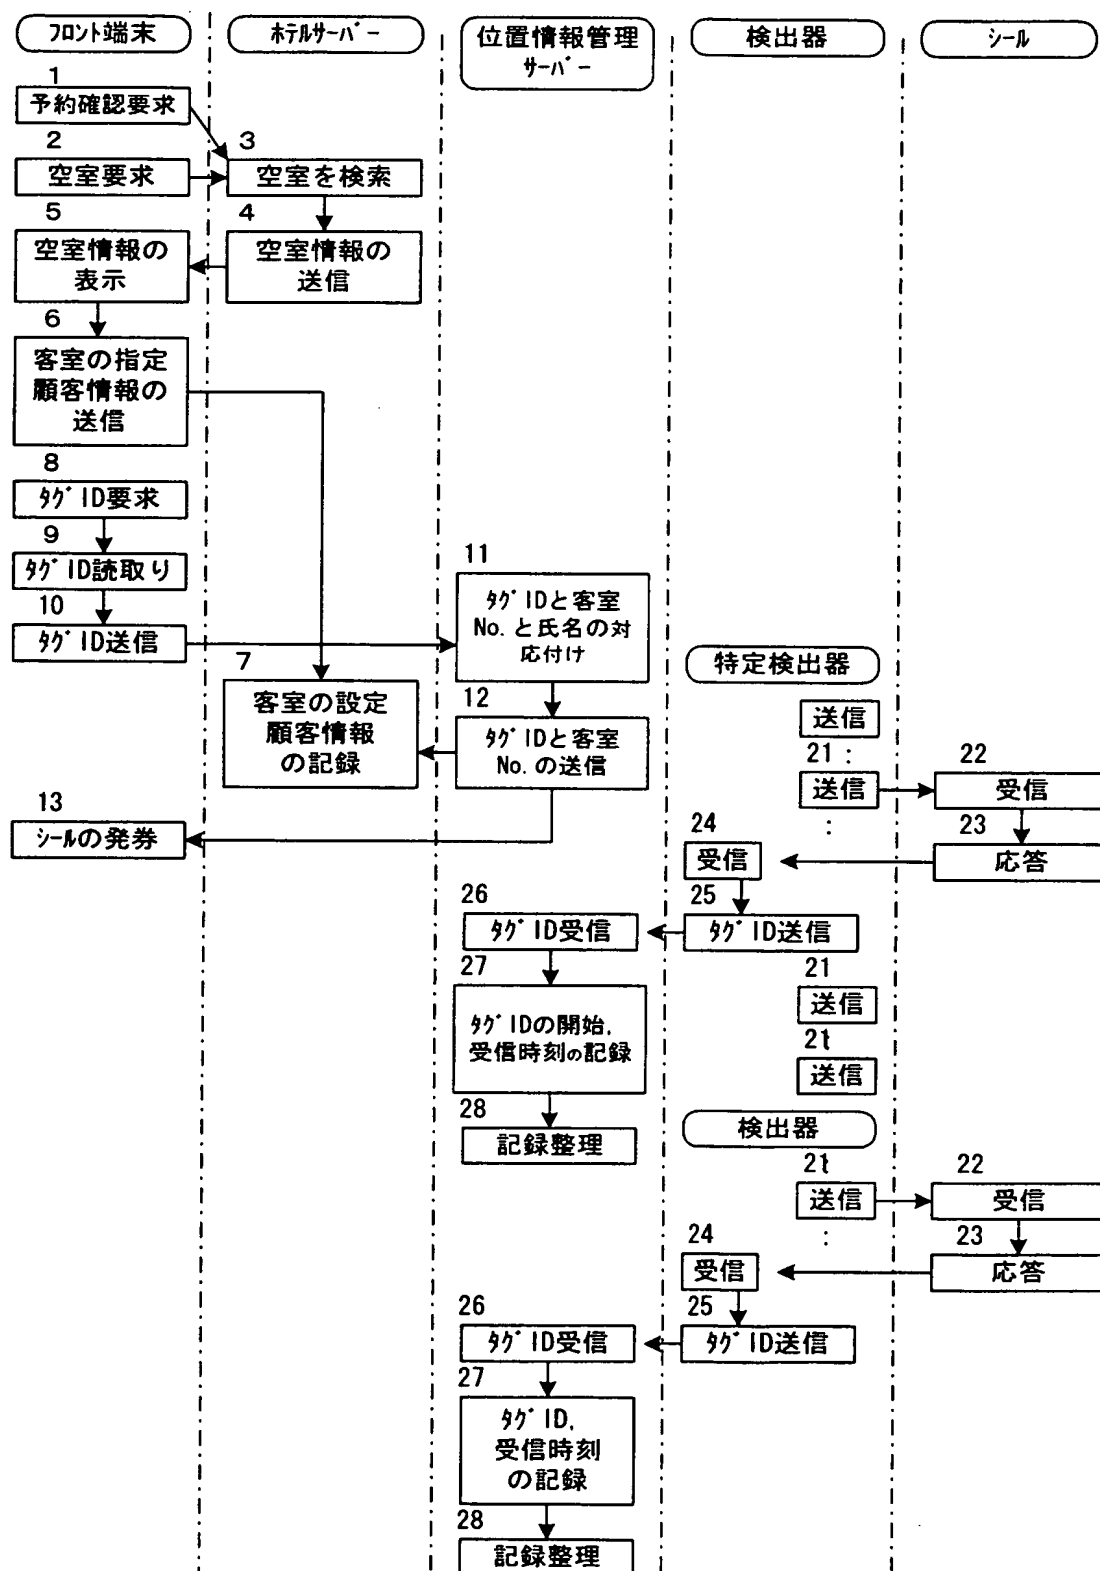 ﾌﾛﾝﾄ端末
ﾎﾃﾙｻｰﾊﾞｰ
位置情報管理
ｻｰﾊﾞｰ
検出器
ｼｰﾙ
1
予約確認要求
2
空室要求
3
空室を検索
4
空室情報の
送信
5
空室情報の
表示
6
客室の指定
顧客情報の
送信
8
ﾀｸﾞID要求
9
ﾀｸﾞID読取り
10
ﾀｸﾞID送信
11
ﾀｸﾞIDと客室
No.と氏名の対
応付け
7
客室の設定
顧客情報
の記録
12
ﾀｸﾞIDと客室
No.の送信
13
ｼｰﾙの発券
特定検出器
送信
21 :
送信
:
22
受信
23
応答
24
受信
25
ﾀｸﾞID送信
26
ﾀｸﾞID受信
27
ﾀｸﾞIDの開始,
受信時刻の記録
28
記録整理
21
送信
21
送信
検出器
21
送信
:
22
受信
23
応答
24
受信
25
ﾀｸﾞID送信
26
ﾀｸﾞID受信
27
ﾀｸﾞID,
受信時刻
の記録
28
記録整理